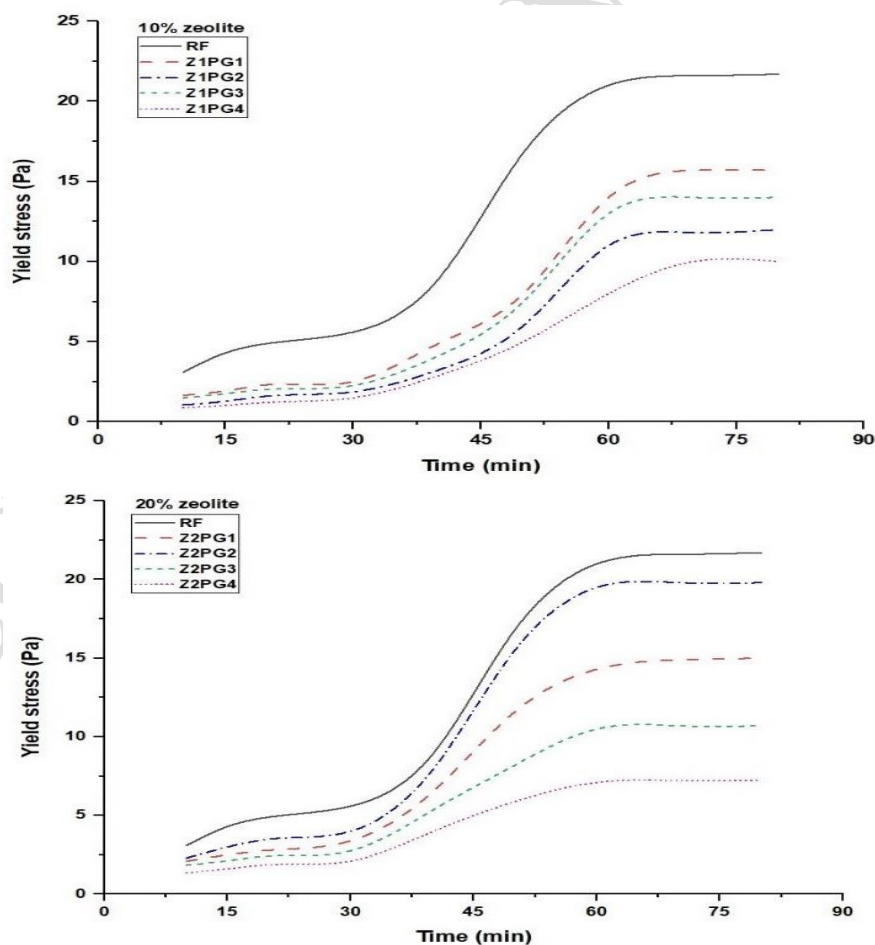 25
20
15
10
5
0
Yield stress (Pa)
10% zeolite
RF
Z1PG1
Z1PG2
Z1PG3
Z1PG4
0 15 30 45 60 75 90
Time (min)
25
20
15
10
5
0
Yield stress (Pa)
20% zeolite
RF
Z2PG1
Z2PG2
Z2PG3
Z2PG4
0 15 30 45 60 75 90
Time (min)